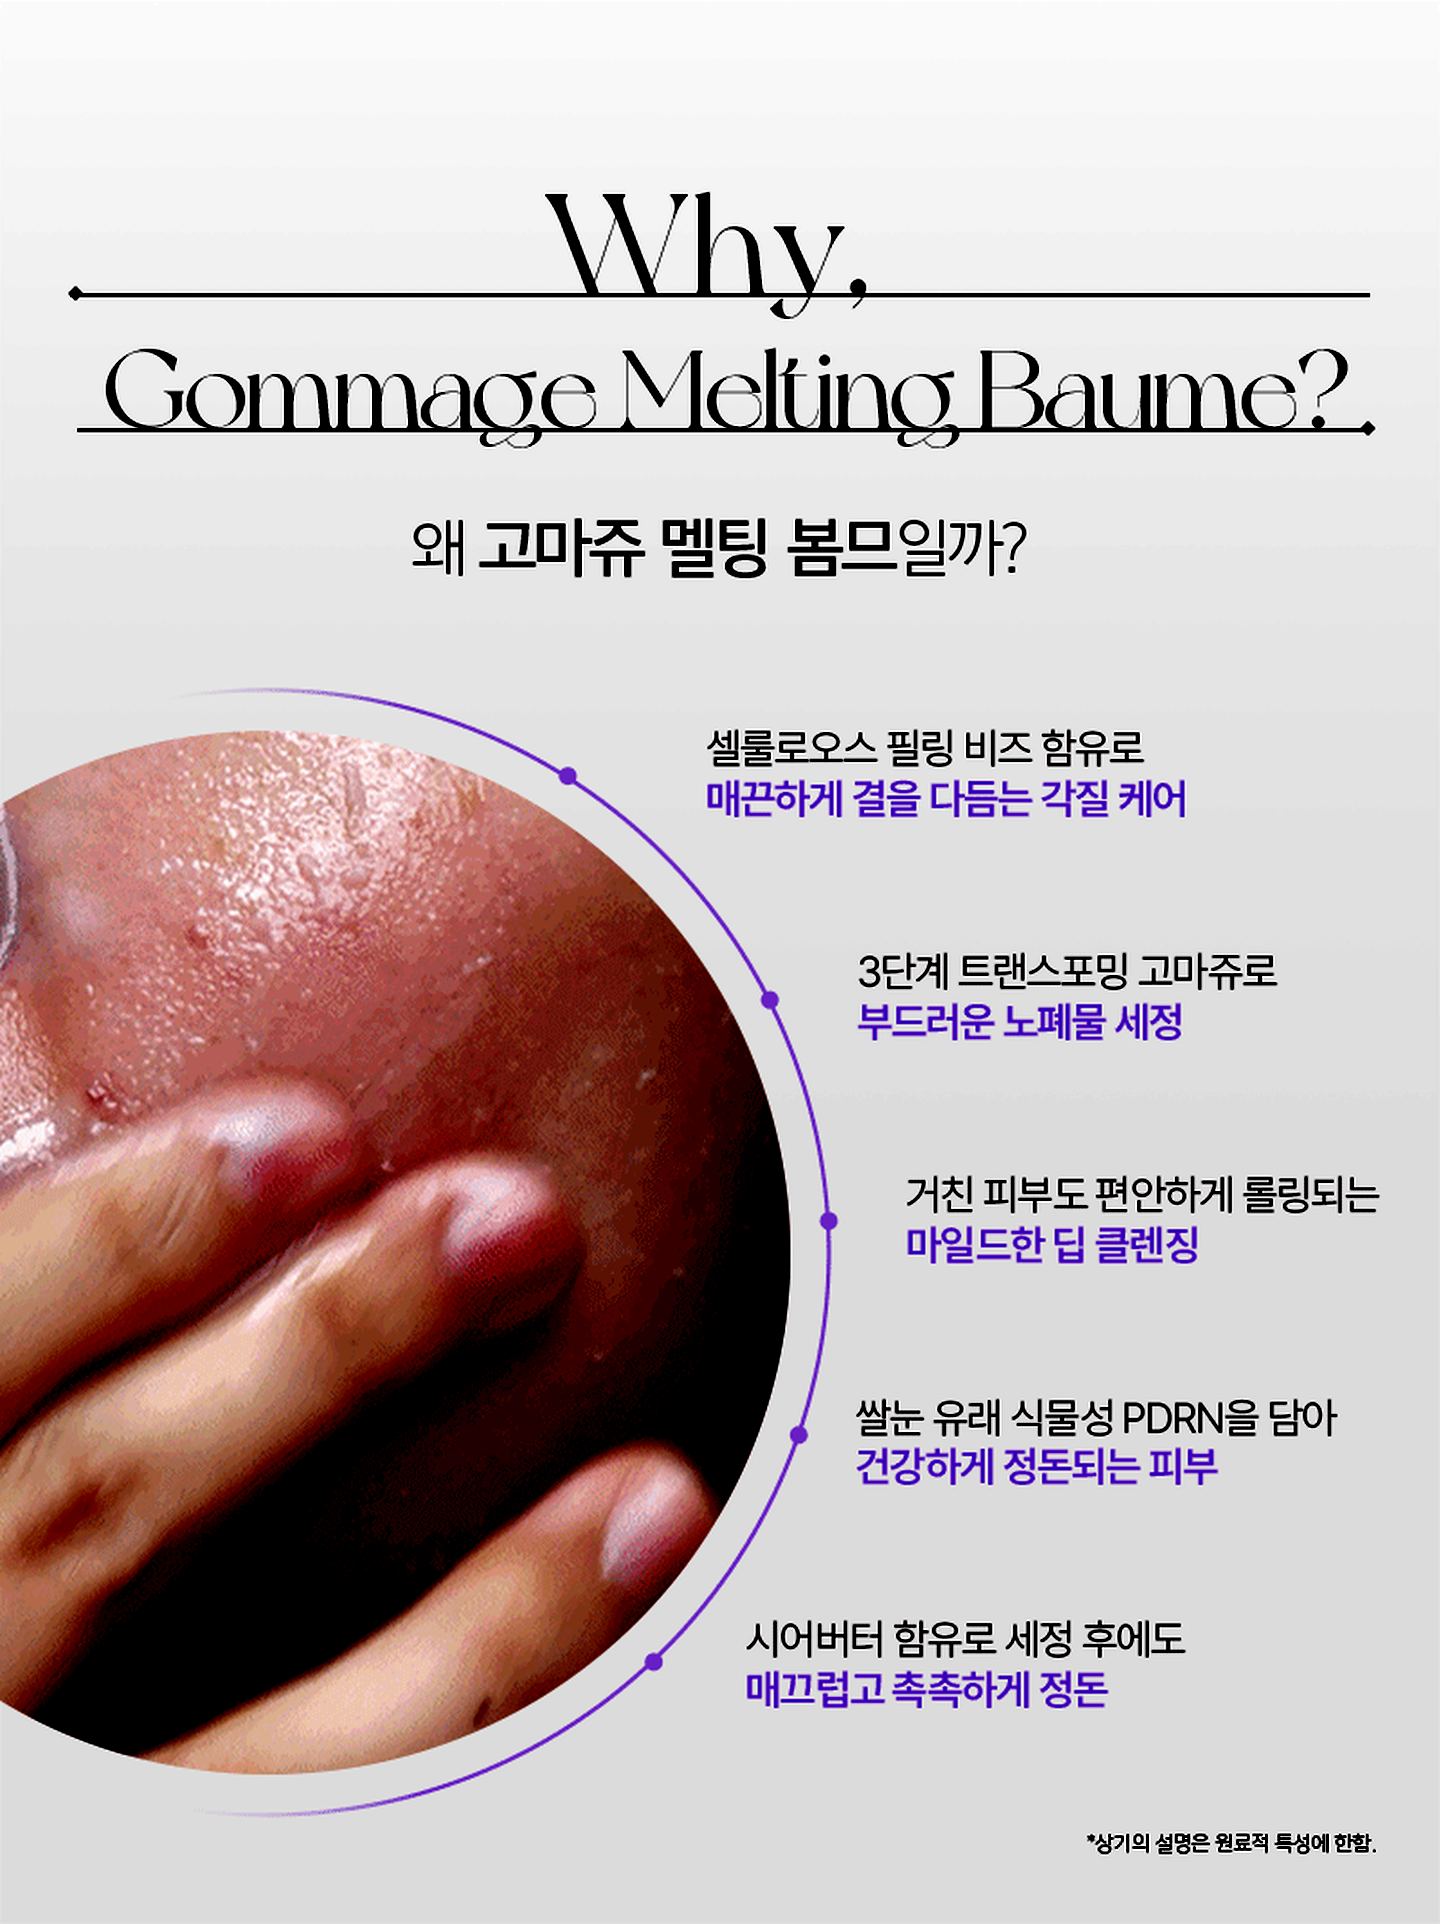 Why,
Gommage Melting Baume?
왜 고마쥬 멜팅 봄므일까?
셀룰로오스 필링 비즈 함유로
매끈하게 결을 다듬는 각질 케어
3단계 트랜스포밍 고마쥬로
부드러운 노폐물 세정
거친 피부도 편안하게 롤링되는
마일드한 딥 클렌징
쌀눈 유래 식물성 PDRN을 담아
건강하게 정돈되는 피부
시어버터 함유로 세정 후에도
매끄럽고 촉촉하게 정돈
*상기의 설명은 원료적 특성에 한함.